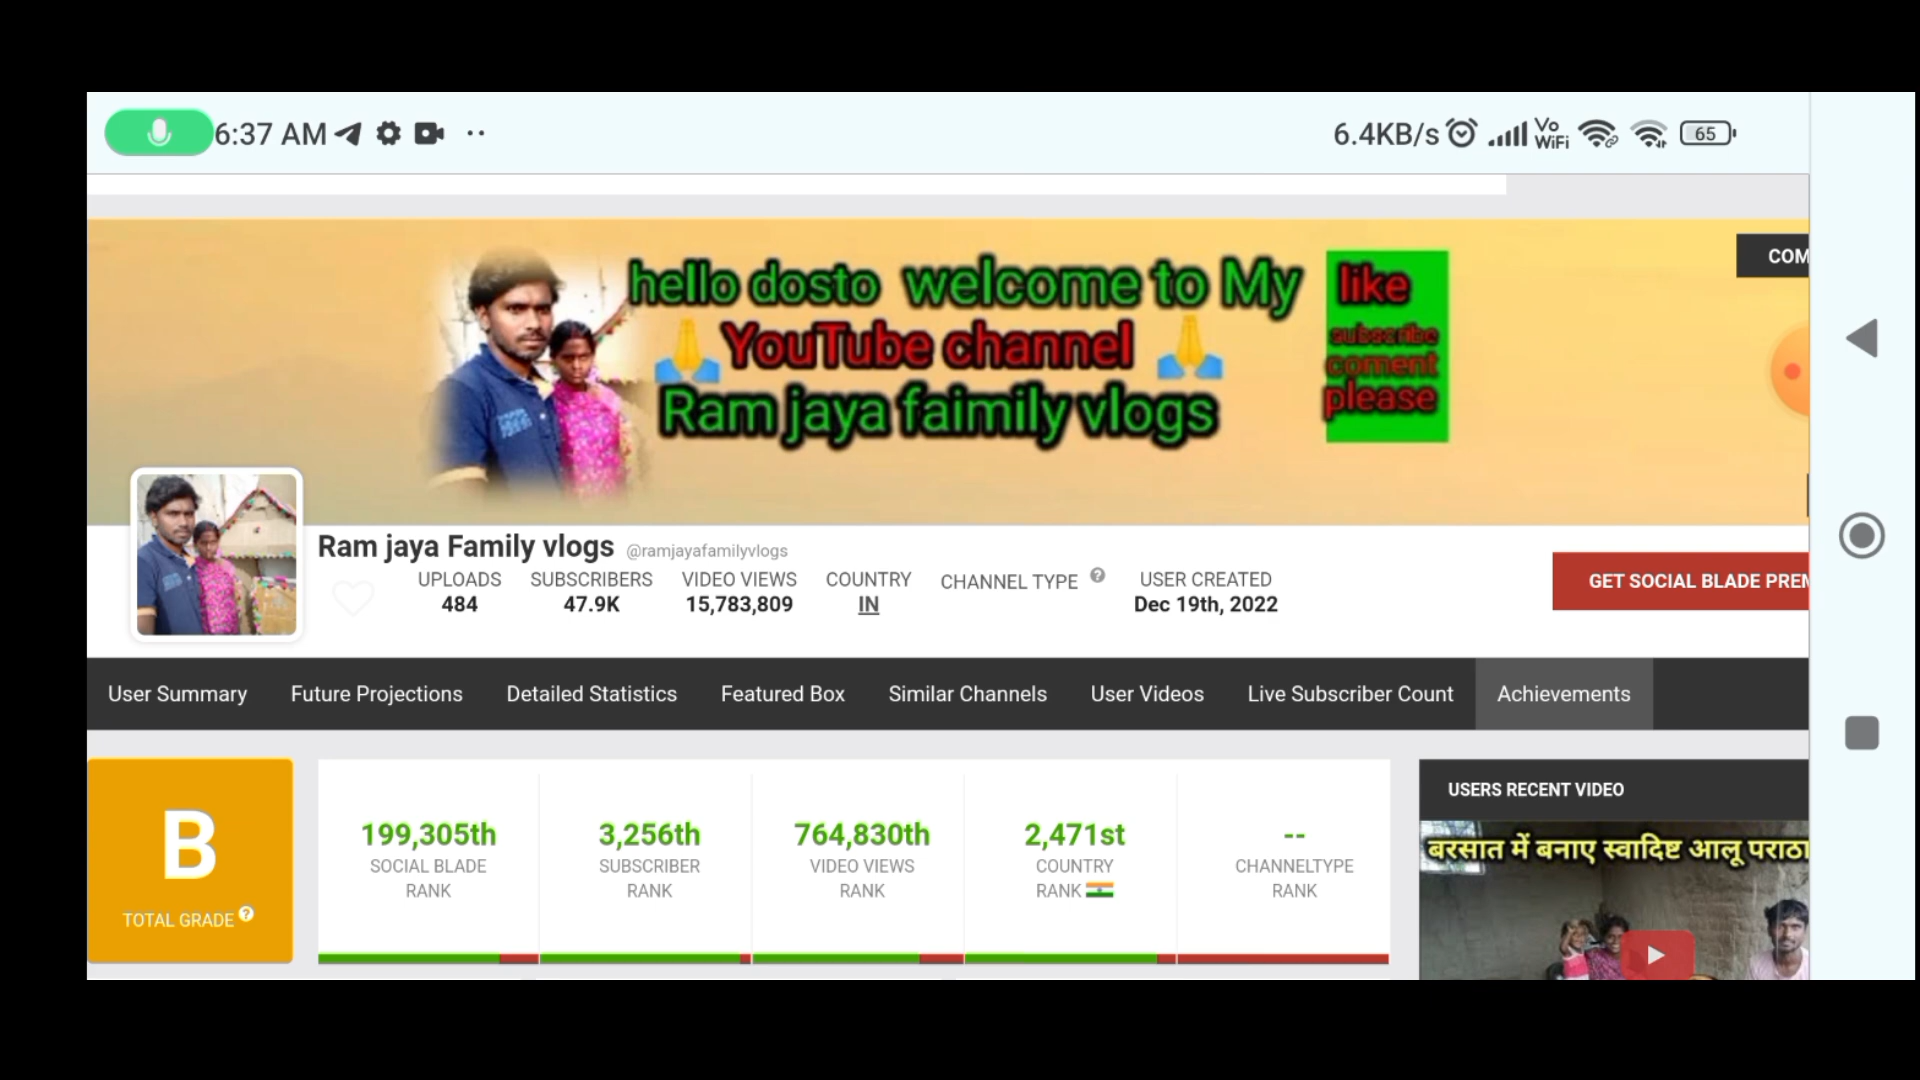 6:37 AM
6.4KB/s
Vo
WiFi
65
COM
hello dosto welcome to My
YouTube channel
Ram jaya faimily vlogs
like
subscribe
coment
please
Ram jaya Family vlogs @ramjayafamilyvlogs
UPLOADS SUBSCRIBERS VIDEO VIEWS COUNTRY CHANNEL TYPE ? USER CREATED
484 47.9K 15,783,809 IN Dec 19th, 2022
GET SOCIAL BLADE PREM
User Summary Future Projections Detailed Statistics Featured Box Similar Channels User Videos Live Subscriber Count Achievements
B
TOTAL GRADE ?
199,305th
SOCIAL BLADE
RANK
3,256th
SUBSCRIBER
RANK
764,830th
VIDEO VIEWS
RANK
2,471st
COUNTRY
RANK
--
CHANNELTYPE
RANK
USERS RECENT VIDEO
बरसात में बनाए स्वादिष्ट आलू पराठा